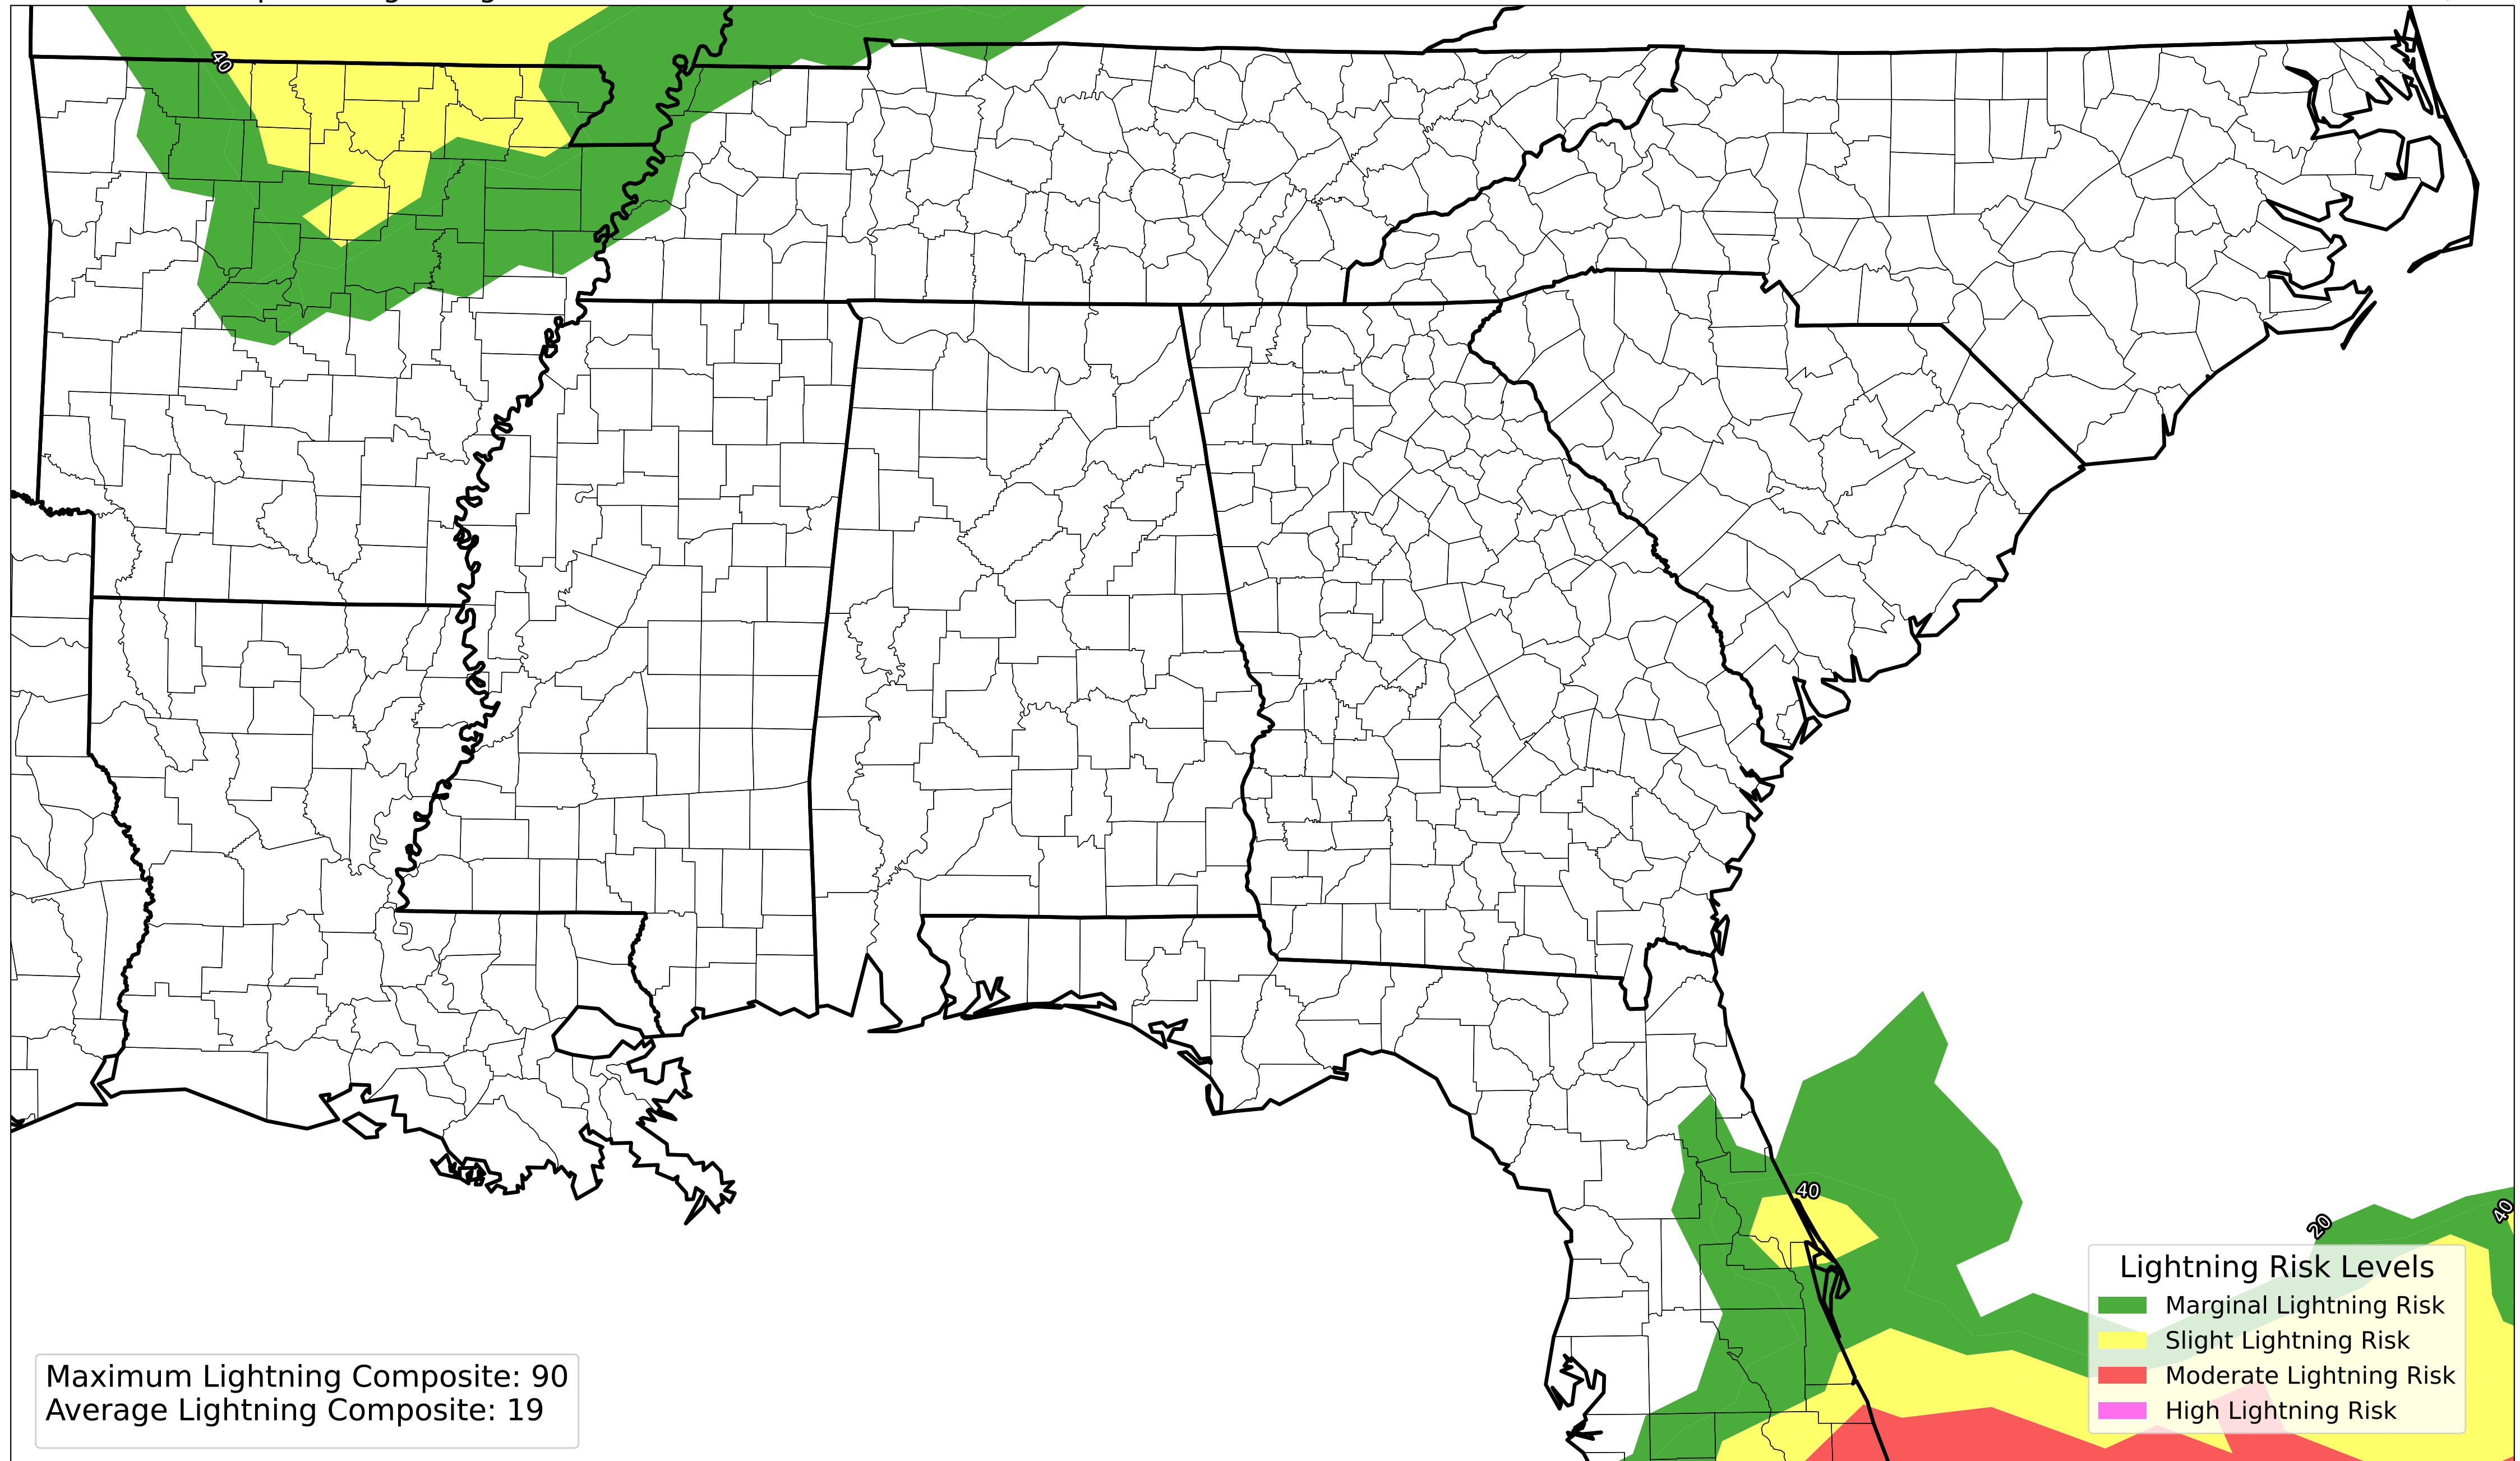 40
40
20
40
Lightning Risk Levels
Marginal Lightning Risk
Slight Lightning Risk
Moderate Lightning Risk
High Lightning Risk
Maximum Lightning Composite: 90
Average Lightning Composite: 19